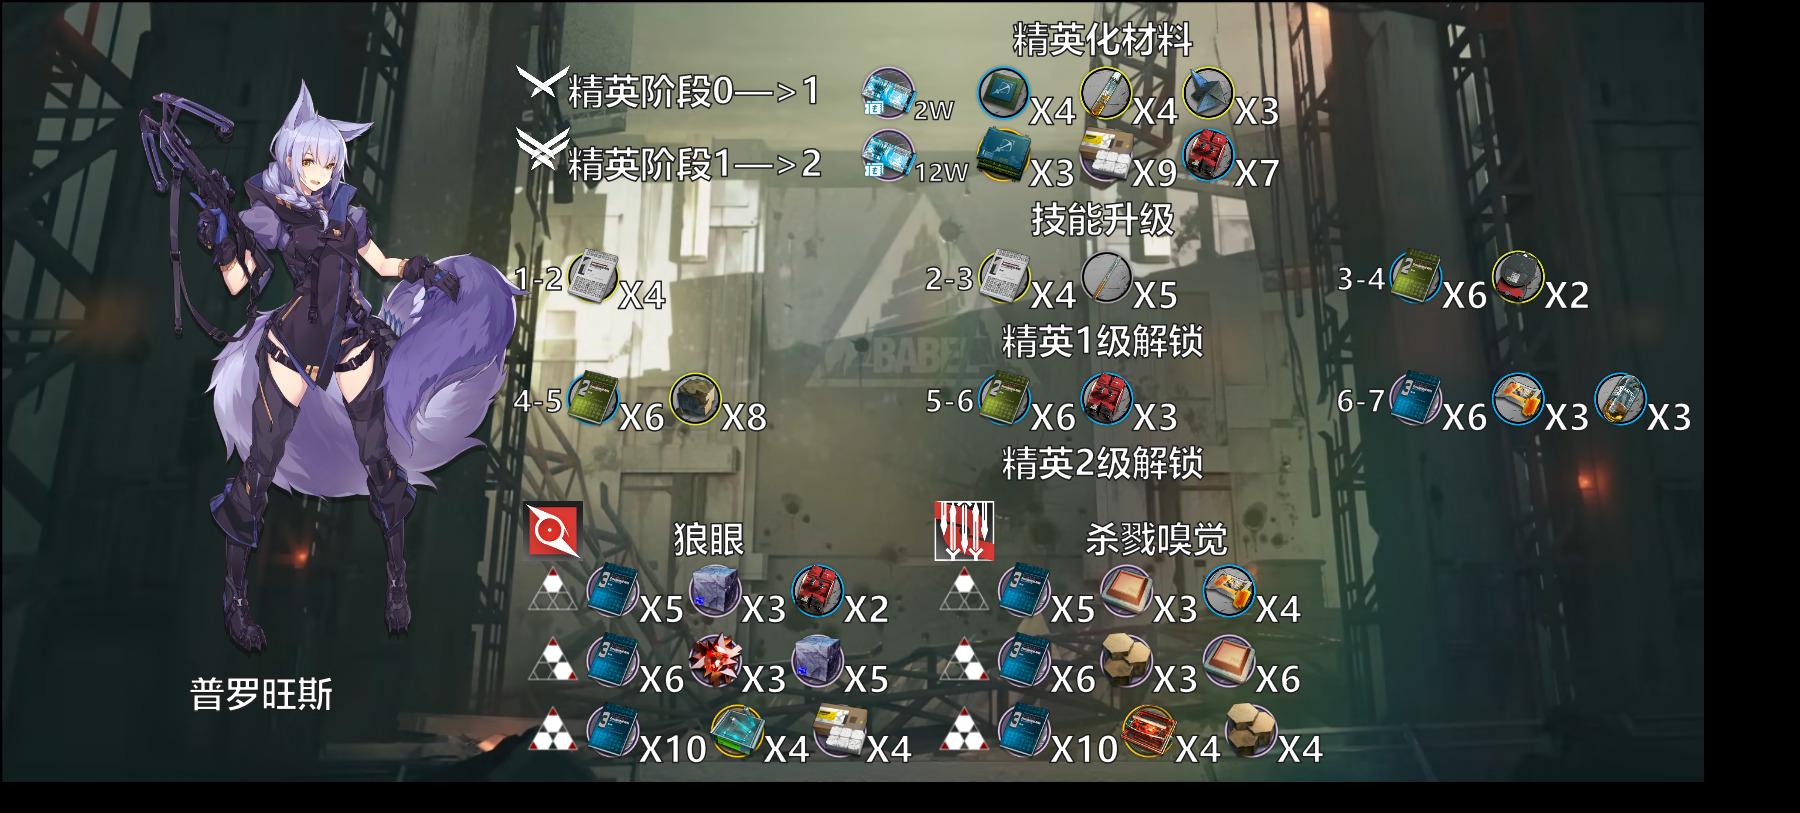 精英化材料
精英阶段0—>1 2W X4 X4 X3
精英阶段1—>2 12W X3 X9 X7
技能升级
1-2 X4 2-3 X4 X5 3-4 X6 X2
BABEL
精英1级解锁
4-5 X6 X8 5-6 X6 X3 6-7 X6 X3 X3
精英2级解锁
狼眼 杀戮嗅觉
X5 X3 X2 X5 X3 X4
X6 X3 X5 X6 X3 X6
普罗旺斯
X10 X4 X4 X10 X4 X4